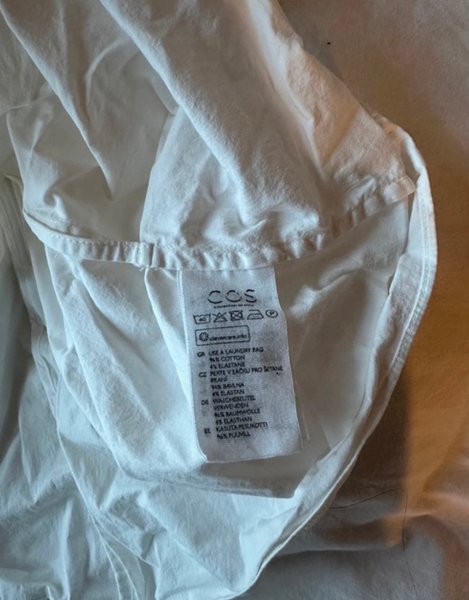 COS
40
P
clevercare.info
GB USE A LAUNDRY BAG
96% COTTON
4% ELASTANE
CZ PERTE V SÁČKU PRO ŠETRNÉ
PRANÍ
96% BAVLNA
4% ELASTAN
DE WÄSCHEBEUTEL
VERWENDEN
96% BAUMWOLLE
4% ELASTHAN
EE KASUTA PESUKOTTI
96% PUUVILL